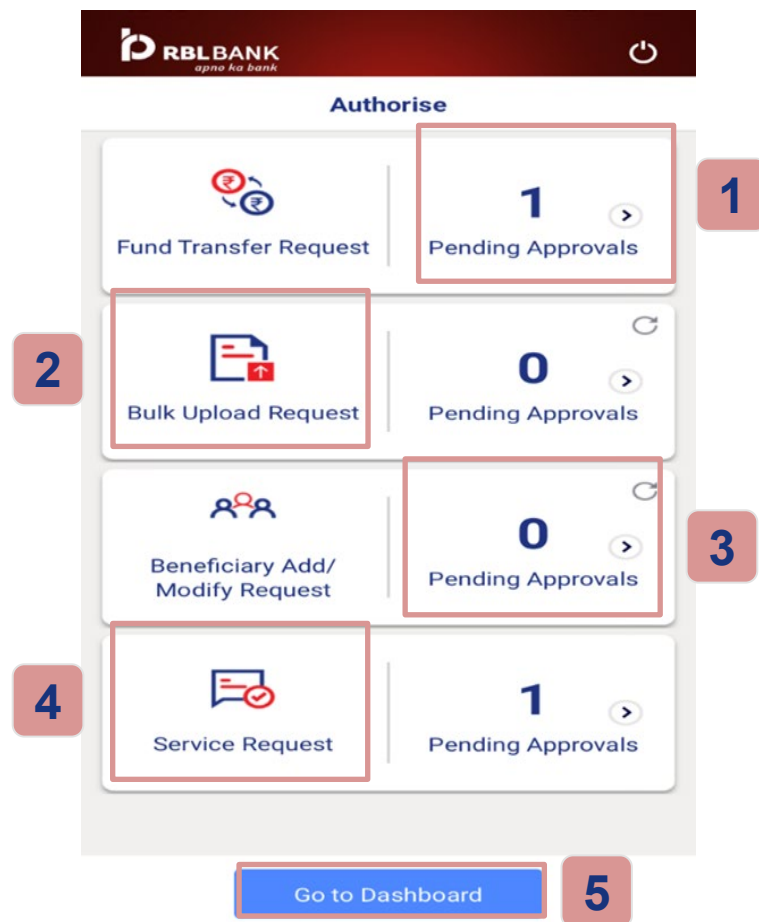 RBLBANK
apno ka bank
Authorise
1
Fund Transfer Request
Pending Approvals
1
2
Bulk Upload Request
0
Pending Approvals
Beneficiary Add/
Modify Request
0
Pending Approvals
3
4
Service Request
1
Pending Approvals
Go to Dashboard
5